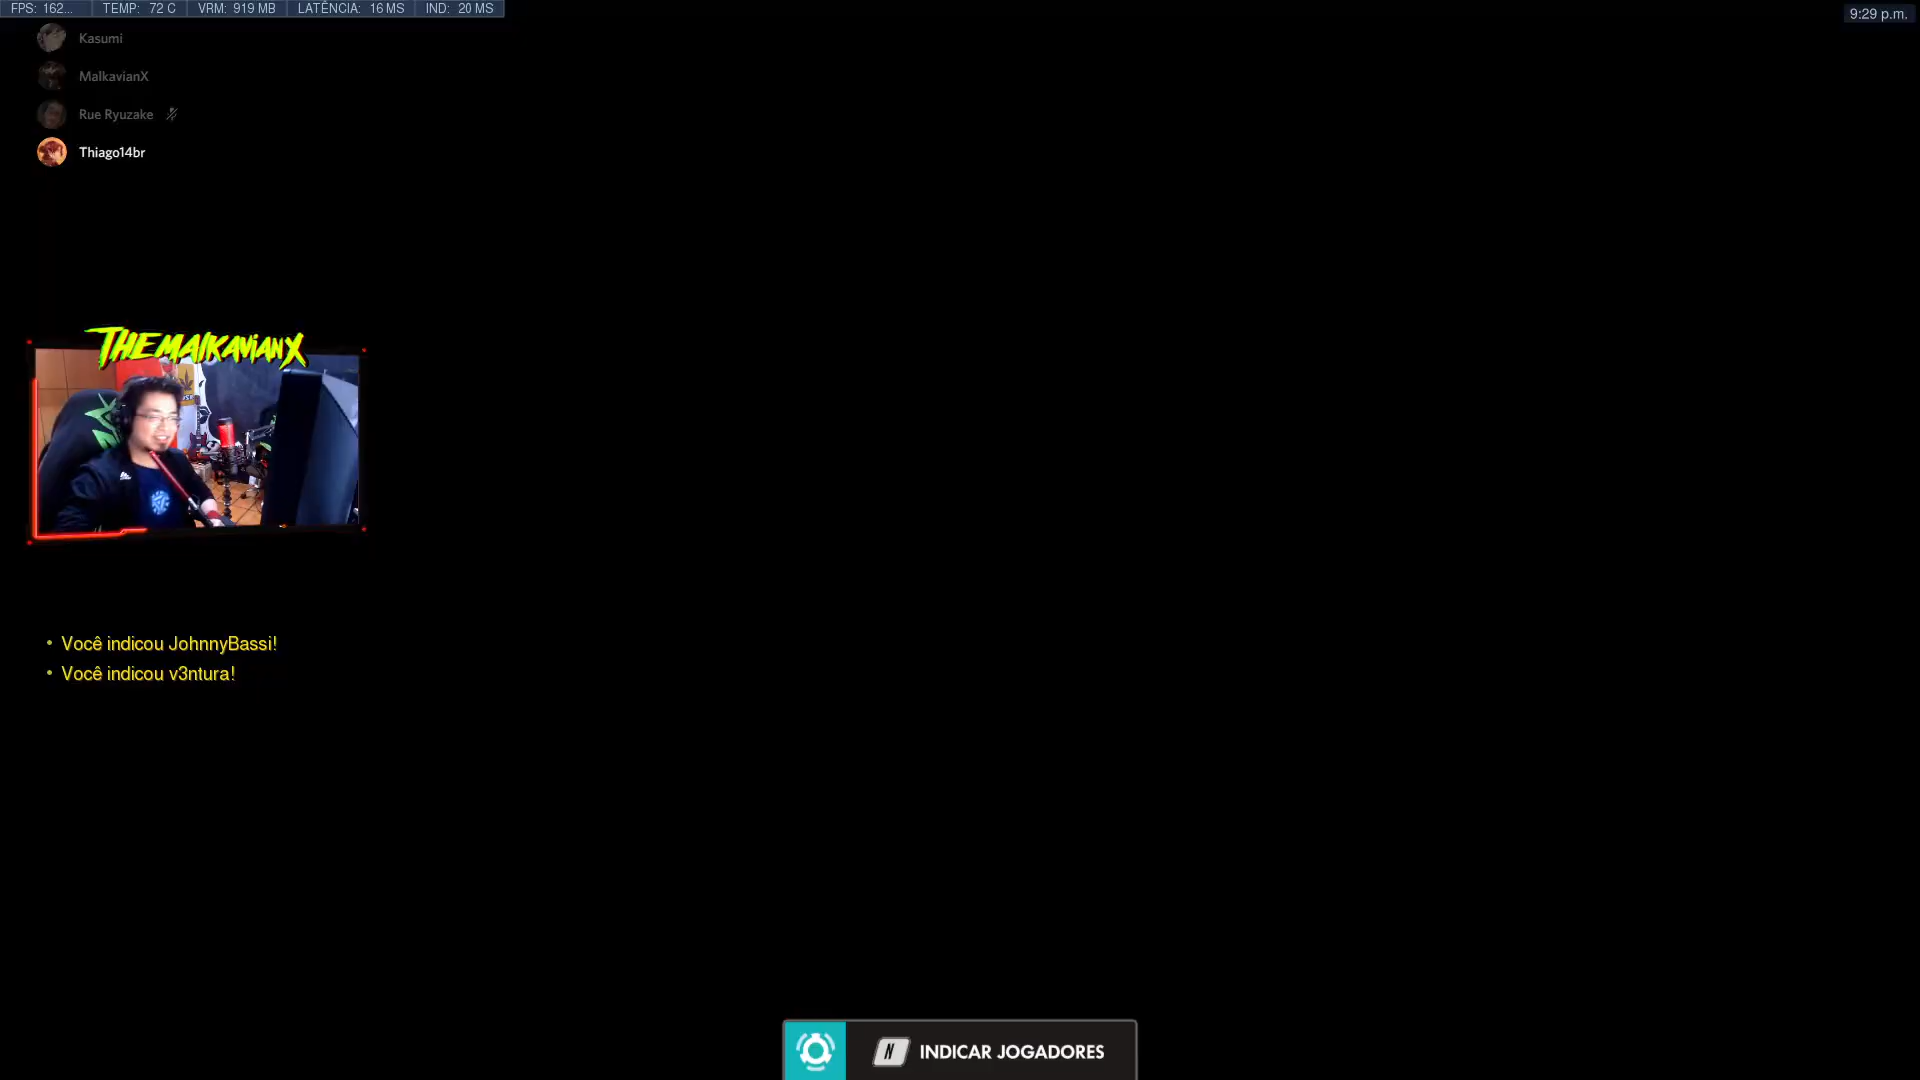 FPS: 162... TEMP: 72 C VRM: 919 MB LATÊNCIA: 16 MS IND: 20 MS
9:29 p.m.
Kasumi
MalkavianX
Rue Ryuzake
Thiago14br
THEMALKAVIANX
• Você indicou JohnnyBassi!
• Você indicou v3ntura!
N INDICAR JOGADORES